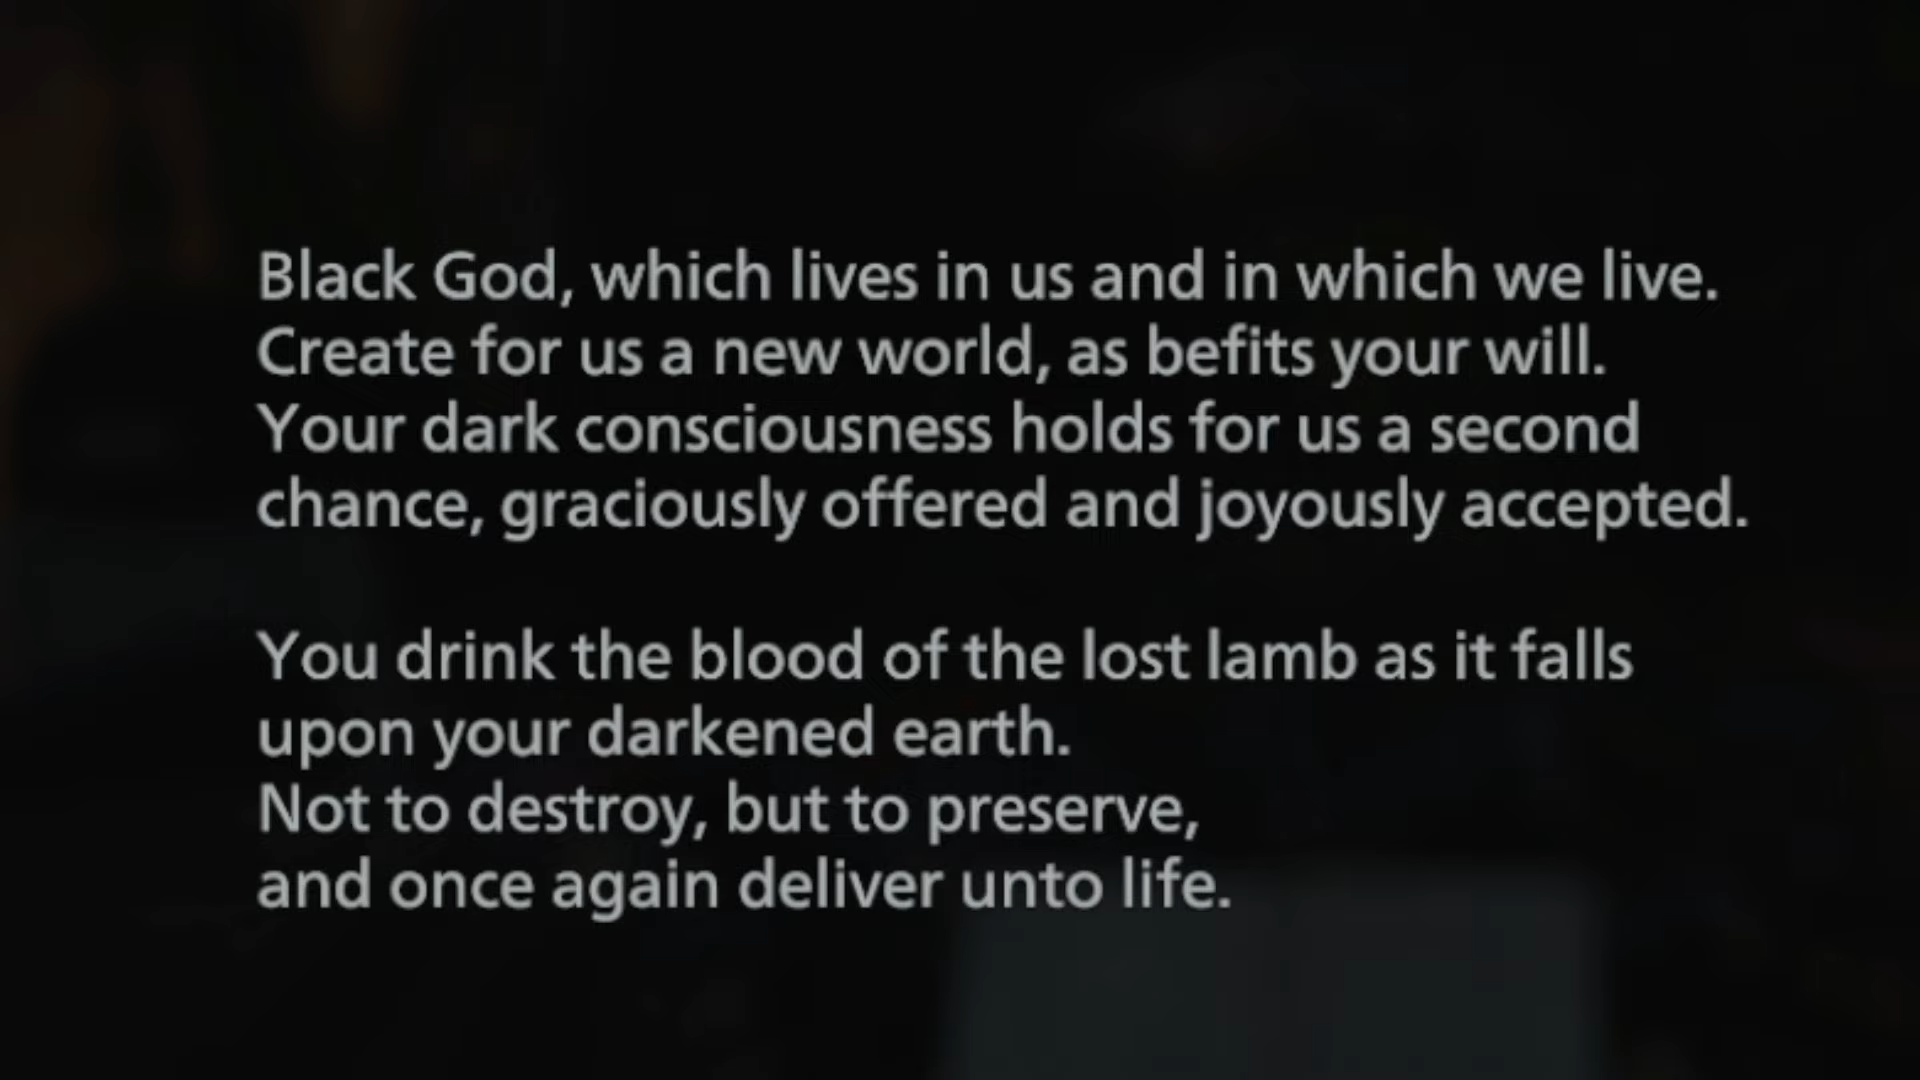 Black God, which lives in us and in which we live.
Create for us a new world, as befits your will.
Your dark consciousness holds for us a second
chance, graciously offered and joyously accepted.
You drink the blood of the lost lamb as it falls
upon your darkened earth.
Not to destroy, but to preserve,
and once again deliver unto life.